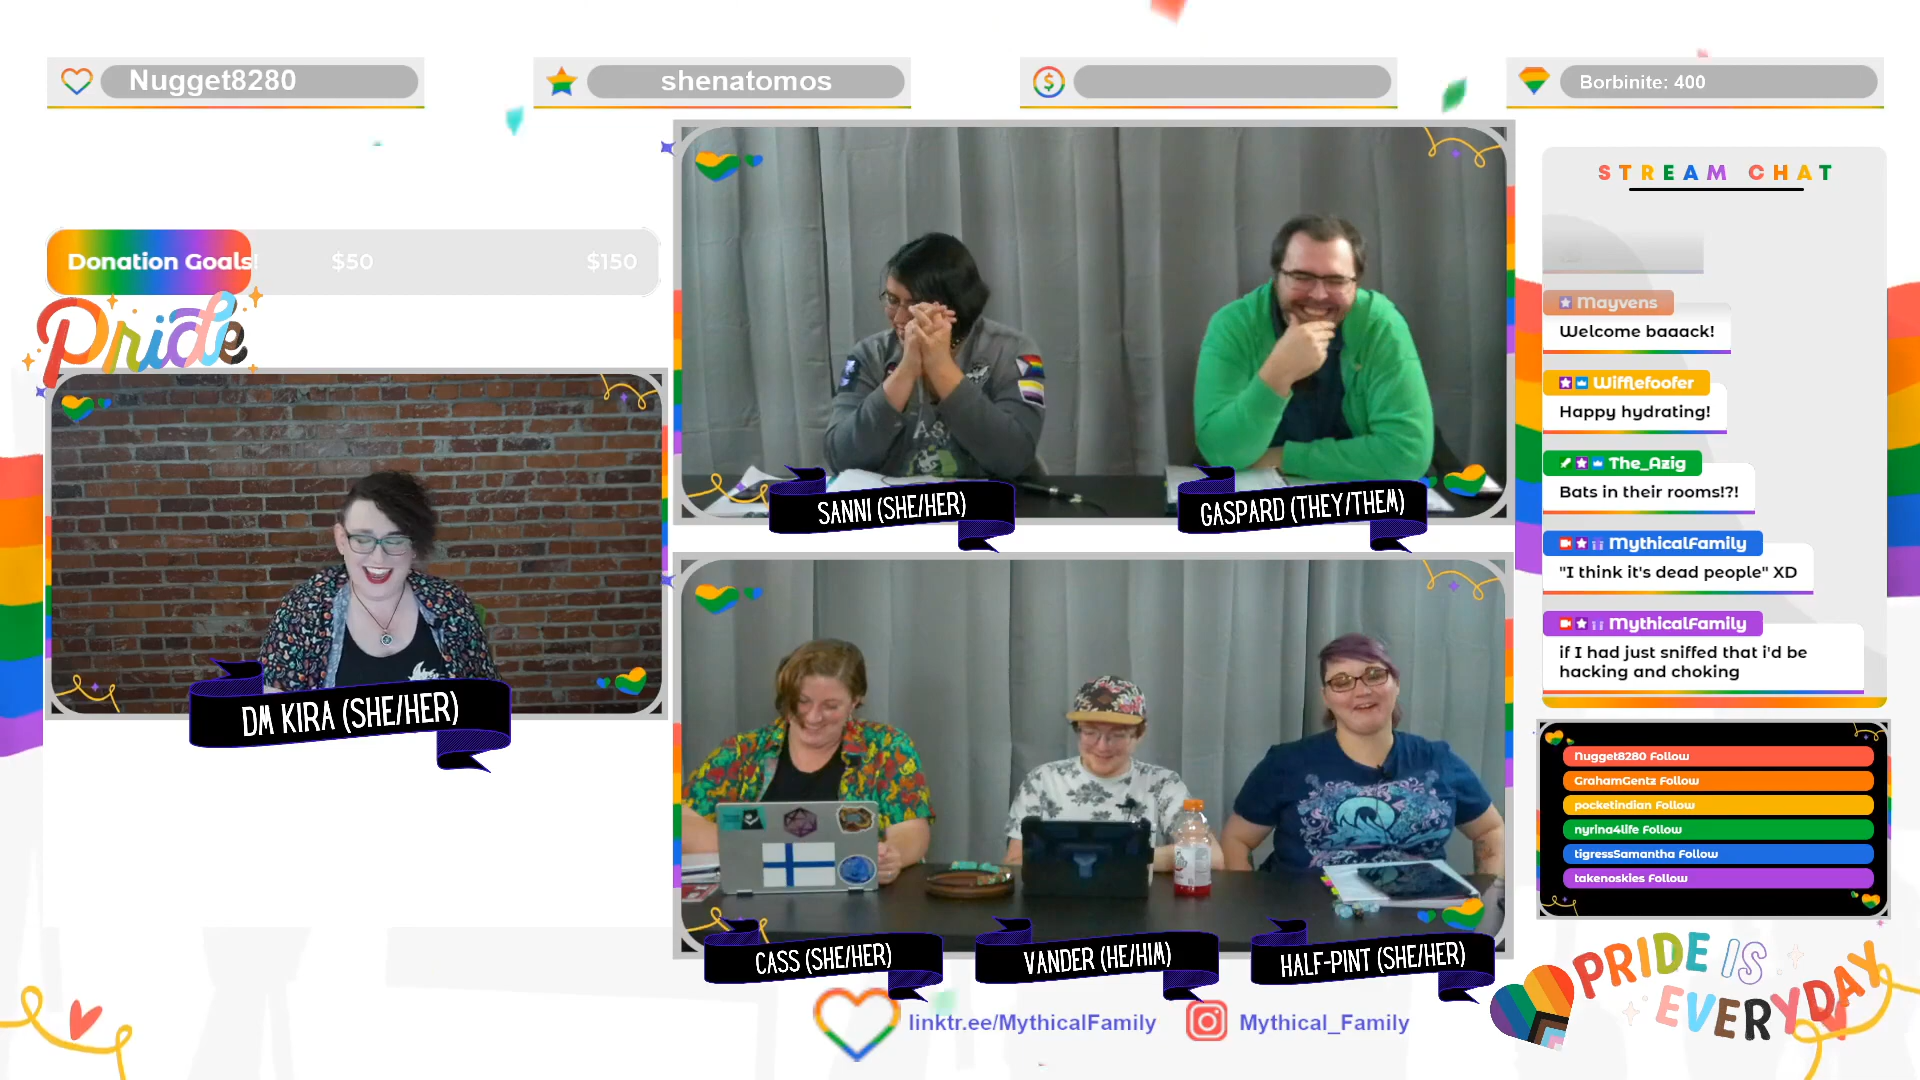 Nugget8280
shenatomos
Borbinite: 400
Donation Goals!
$50
$150
Pride
DM KIRA (SHE/HER)
SANNI (SHE/HER)
GASPARD (THEY/THEM)
CASS (SHE/HER)
VANDER (HE/HIM)
HALF-PINT (SHE/HER)
STREAM CHAT
Mayvens
Welcome baaack!
Wifflefoofer
Happy hydrating!
The_Azig
Bats in their rooms!?!
MythicalFamily
"I think it's dead people" XD
MythicalFamily
if I had just sniffed that i'd be
hacking and choking
Nugget8280 Follow
GrahamGentz Follow
pocketindian Follow
nyrina4life Follow
tigressSamantha Follow
takenoskies Follow
PRIDE IS
EVERYDAY
linktr.ee/MythicalFamily
Mythical_Family